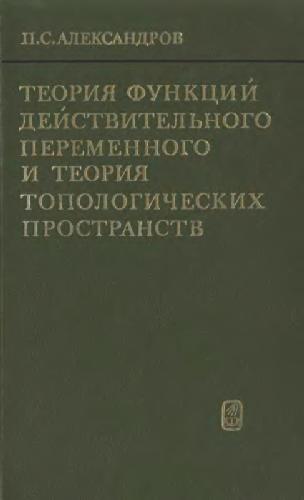 П.С.АЛЕКСАНДРОВ
ТЕОРИЯ ФУНКЦИЙ
ДЕЙСТВИТЕЛЬНОГО
ПЕРЕМЕННОГО
И ТЕОРИЯ
ТОПОЛОГИЧЕСКИХ
ПРОСТРАНСТВ